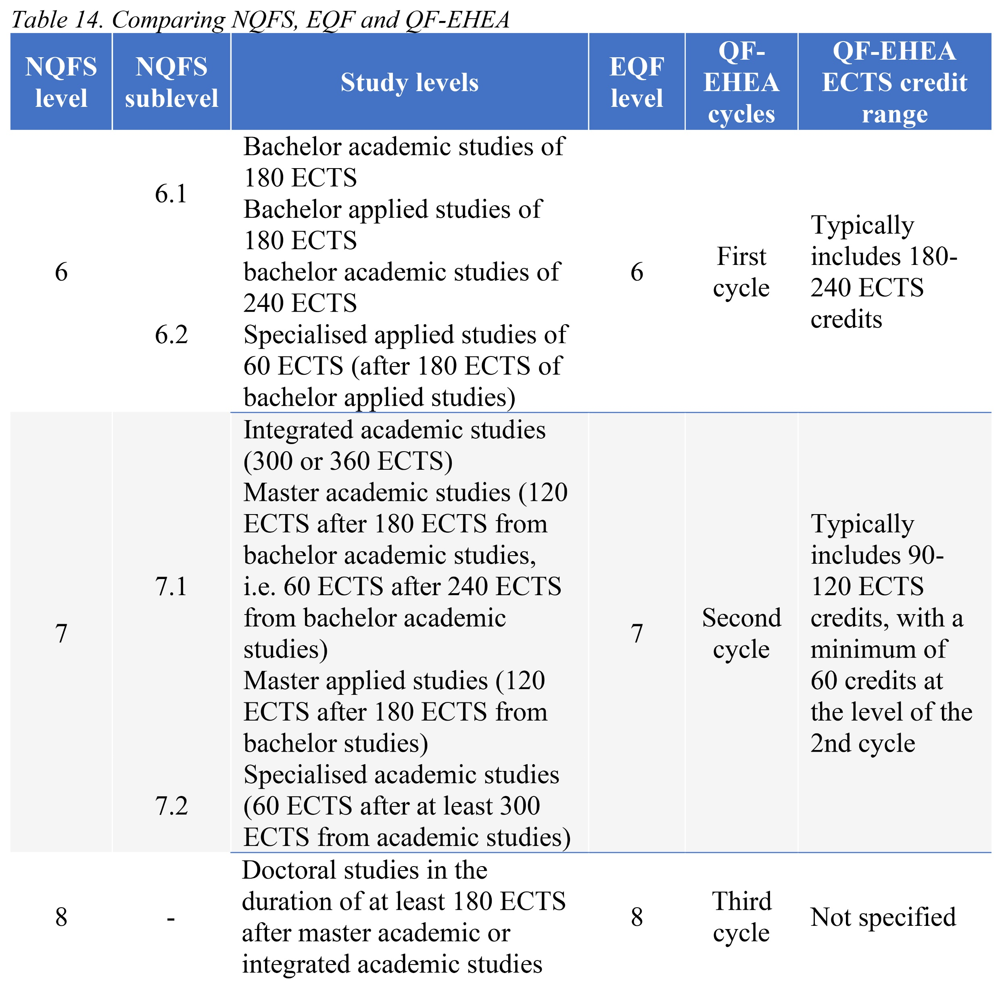 Table 14. Comparing NQFS, EQF and QF-EHEA
NQFS
level
NQFS
sublevel
Study levels
EQF
level
QF-
EHEA
cycles
QF-EHEA
ECTS credit
range
6
6.1
Bachelor academic studies of
180 ECTS
Bachelor applied studies of
180 ECTS
6.2
bachelor academic studies of
240 ECTS
Specialised applied studies of
60 ECTS (after 180 ECTS of
bachelor applied studies)
6
First
cycle
Typically
includes 180-
240 ECTS
credits
7
7.1
Integrated academic studies
(300 or 360 ECTS)
Master academic studies (120
ECTS after 180 ECTS from
bachelor academic studies,
i.e. 60 ECTS after 240 ECTS
from bachelor academic
studies)
Master applied studies (120
ECTS after 180 ECTS from
bachelor studies)
7.2
Specialised academic studies
(60 ECTS after at least 300
ECTS from academic studies)
7
Second
cycle
Typically
includes 90-
120 ECTS
credits, with a
minimum of
60 credits at
the level of the
2nd cycle
8
-
Doctoral studies in the
duration of at least 180 ECTS
after master academic or
integrated academic studies
8
Third
cycle
Not specified